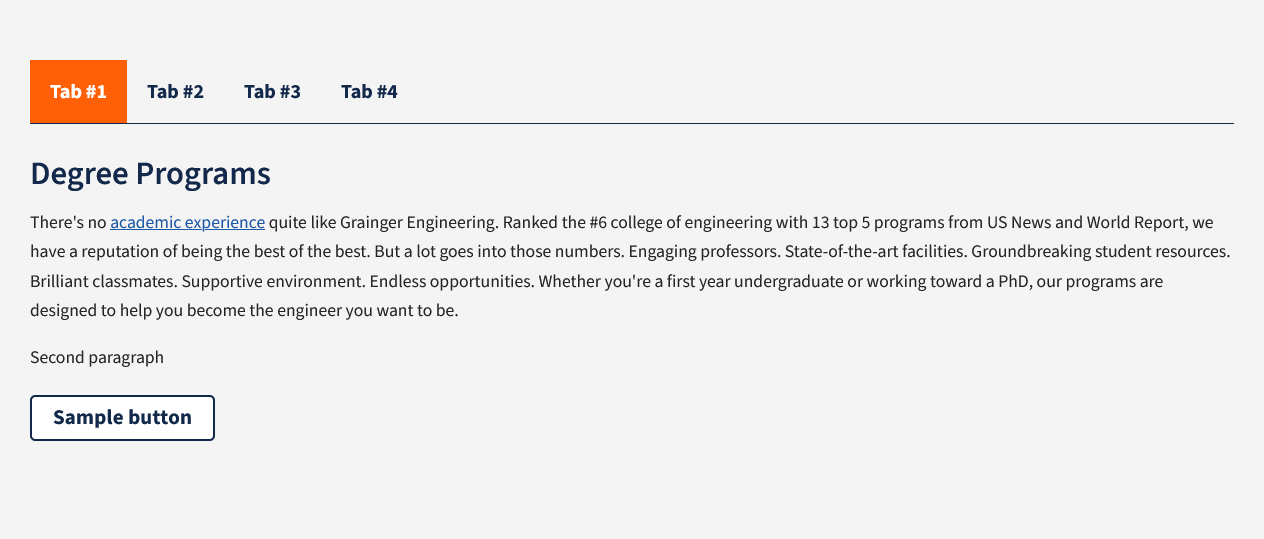 Tab #1 Tab #2 Tab #3 Tab #4
Degree Programs
There's no academic experience quite like Grainger Engineering. Ranked the #6 college of engineering with 13 top 5 programs from US News and World Report, we
have a reputation of being the best of the best. But a lot goes into those numbers. Engaging professors. State-of-the-art facilities. Groundbreaking student resources.
Brilliant classmates. Supportive environment. Endless opportunities. Whether you're a first year undergraduate or working toward a PhD, our programs are
designed to help you become the engineer you want to be.
Second paragraph
Sample button